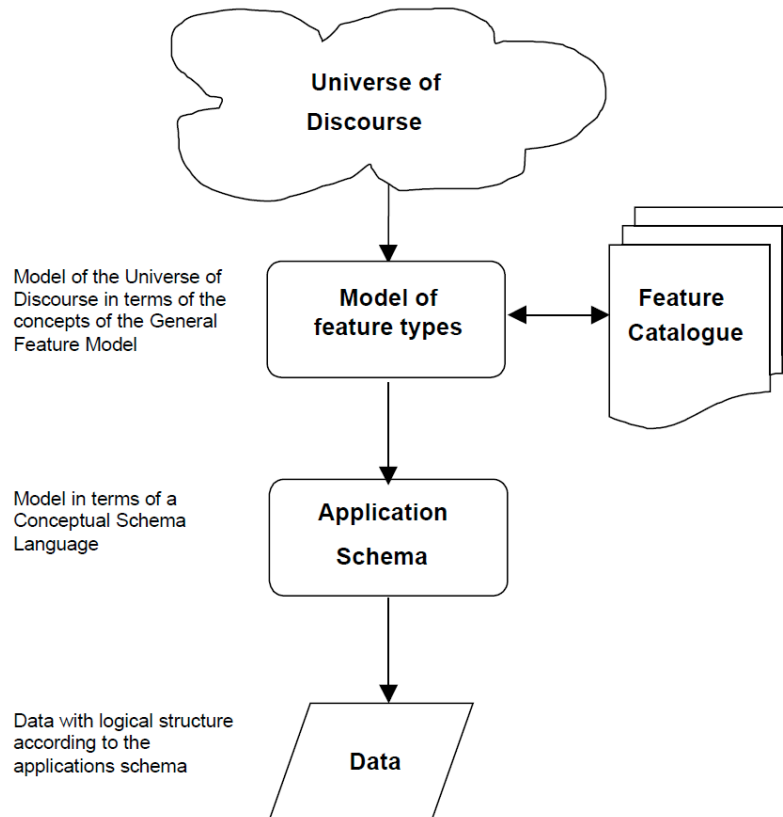 Universe of
Discourse
Model of the Universe of
Discourse in terms of the
concepts of the General
Feature Model
Model of
feature types
Feature
Catalogue
Model in terms of a
Conceptual Schema
Language
Application
Schema
Data with logical structure
according to the
applications schema
Data